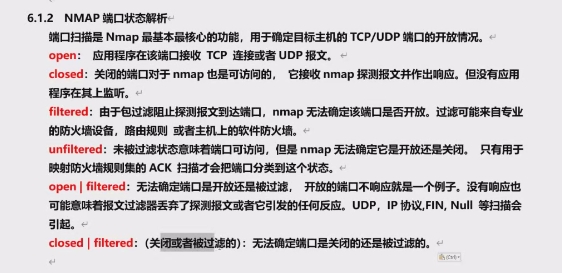 6.1.2 NMAP 端口状态解析
端口扫描是 Nmap 最基本最核心的功能，用于确定目标主机的 TCP/UDP 端口的开放情况。
open： 应用程序在该端口接收 TCP 连接或者 UDP 报文。
closed：关闭的端口对于 nmap 也是可访问的， 它接收 nmap 探测报文并作出响应。但没有应用
程序在其上监听。
filtered：由于包过滤阻止探测报文到达端口，nmap 无法确定该端口是否开放。过滤可能来自专业
的防火墙设备，路由规则 或者主机上的软件防火墙。
unfiltered：未被过滤状态意味着端口可访问，但是 nmap 无法确定它是开放还是关闭。 只有用于
映射防火墙规则集的 ACK 扫描才会把端口分类到这个状态。
open | filtered：无法确定端口是开放还是被过滤， 开放的端口不响应就是一个例子。没有响应也
可能意味着报文过滤器丢弃了探测报文或者它引发的任何反应。UDP，IP 协议,FIN, Null 等扫描会
引起。
closed | filtered：（关闭或者被过滤的）：无法确定端口是关闭的还是被过滤的。
(Ctrl)